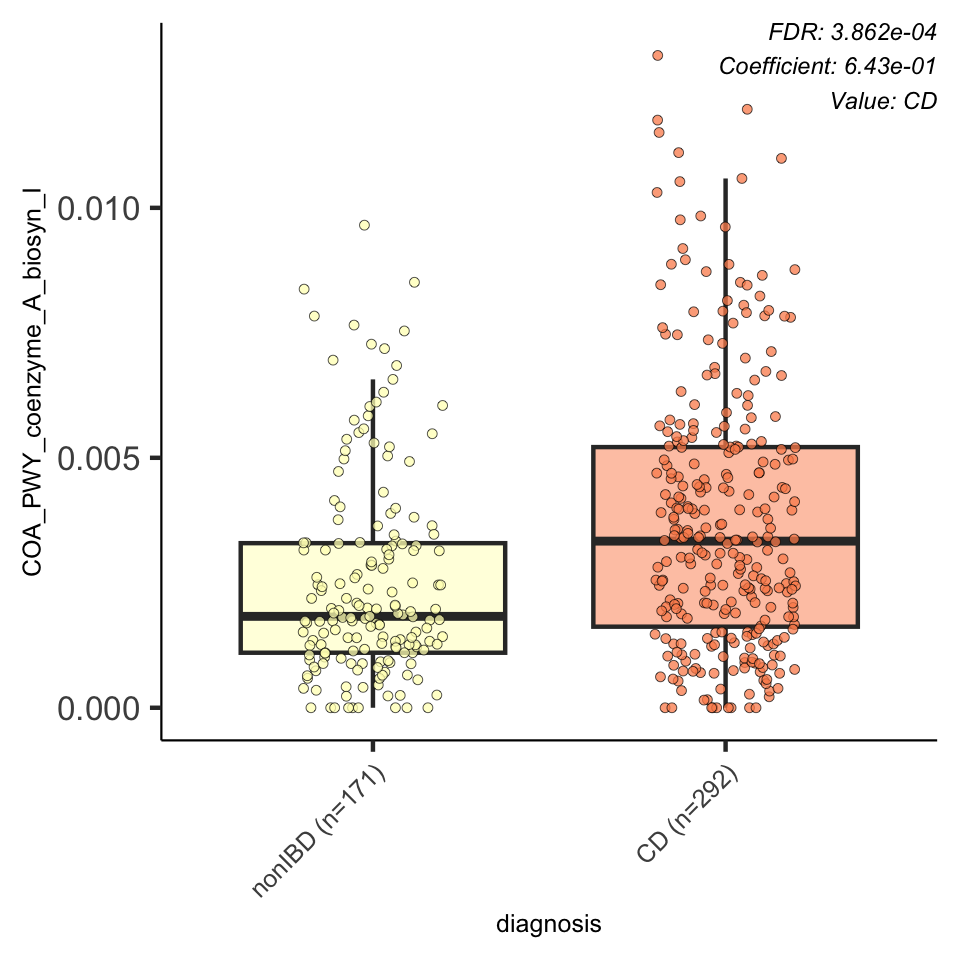 FDR: 3.862e-04
Coefficient: 6.43e-01
Value: CD
COA_PWY_coenzyme_A_biosyn_I
0.010
0.005
0.000
nonIBD (n=171)
CD (n=292)
diagnosis